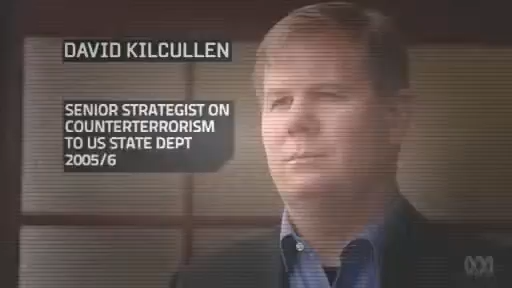 DAVID KILCULLEN
SENIOR STRATEGIST ON
COUNTERTERRORISM
TO US STATE DEPT
2005/6